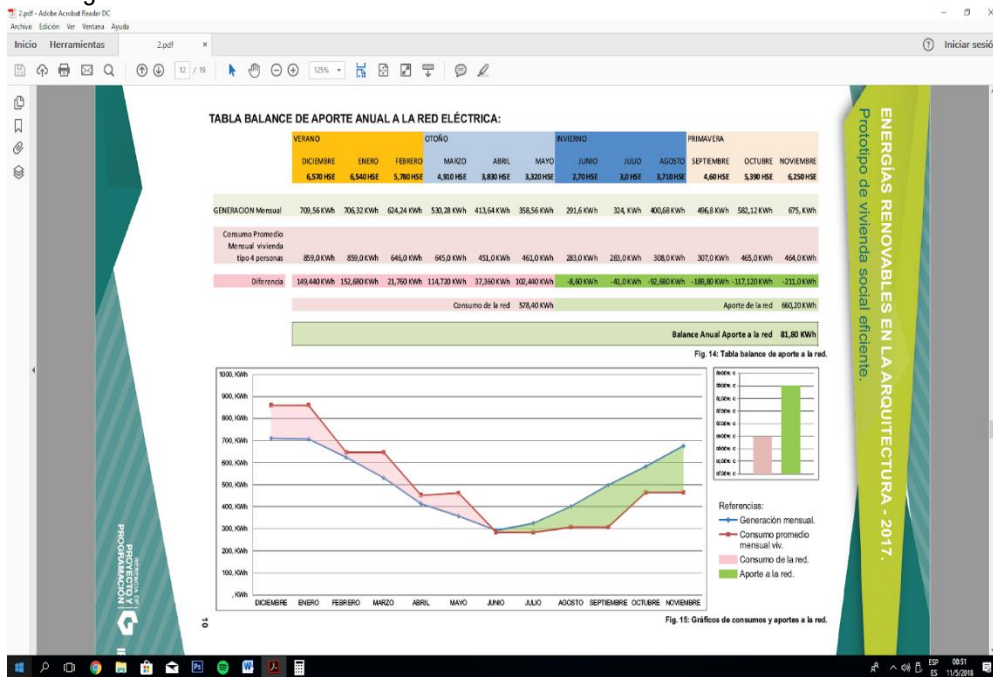 2.pdf - Adobe Acrobat Reader DC
Archivo Edición Ver Ventana Ayuda
Inicio Herramientas 2.pdf × Iniciar sesió
12 / 19 125%
TABLA BALANCE DE APORTE ANUAL A LA RED ELÉCTRICA:
VERANO OTOÑO INVIERNO PRIMAVERA
DICIEMBRE ENERO FEBRERO MARZO ABRIL MAYO JUNIO JULIO AGOSTO SEPTIEMBRE OCTUBRE NOVIEMBRE
6,570 HSE 6,540 HSE 5,780 HSE 4,910 HSE 3,830 HSE 3,320 HSE 2,70 HSE 3,0 HSE 3,710 HSE 4,60 HSE 5,390 HSE 6,250 HSE
GENERACIÓN Mensual 709,56 KWh 706,32 KWh 624,24 KWh 530,28 KWh 413,64 KWh 358,56 KWh 291,6 KWh 324, KWh 400,68 KWh 496,8 KWh 582,12 KWh 675, KWh
Consumo Promedio
Mensual vivienda
tipo 4 personas 859,0 KWh 859,0 KWh 646,0 KWh 645,0 KWh 451,0 KWh 461,0 KWh 283,0 KWh 283,0 KWh 308,0 KWh 307,0 KWh 465,0 KWh 464,0 KWh
Diferencia 149,440 KWh 152,680 KWh 21,760 KWh 114,720 KWh 37,360 KWh 102,440 KWh -8,60 KWh -41,0 KWh -92,680 KWh -189,80 KWh -117,120 KWh -211,0 KWh
Consumo de la red 578,40 KWh Aporte de la red 660,20 KWh
Balance Anual Aporte a la red 81,80 KWh
Fig. 14: Tabla balance de aporte a la red.
1000, KWh
900, KWh
800, KWh
700, KWh
600, KWh
500, KWh
400, KWh
300, KWh
200, KWh
100, KWh
, KWh
DICIEMBRE ENERO FEBRERO MARZO ABRIL MAYO JUNIO JULIO AGOSTO SEPTIEMBRE OCTUBRE NOVIEMBRE
Referencias:
Generación mensual.
Consumo promedio
mensual viv.
Consumo de la red.
Aporte a la red.
Fig. 15: Gráficos de consumos y aportes a la red.
ENERGÍAS RENOVABLES EN LA ARQUITECTURA - 2017.
Prototipo de vivienda social eficiente.
GERENCIA DE
PROYECTO Y
PROGRAMACIÓN
10
ESP 08:51
ES 11/5/2018